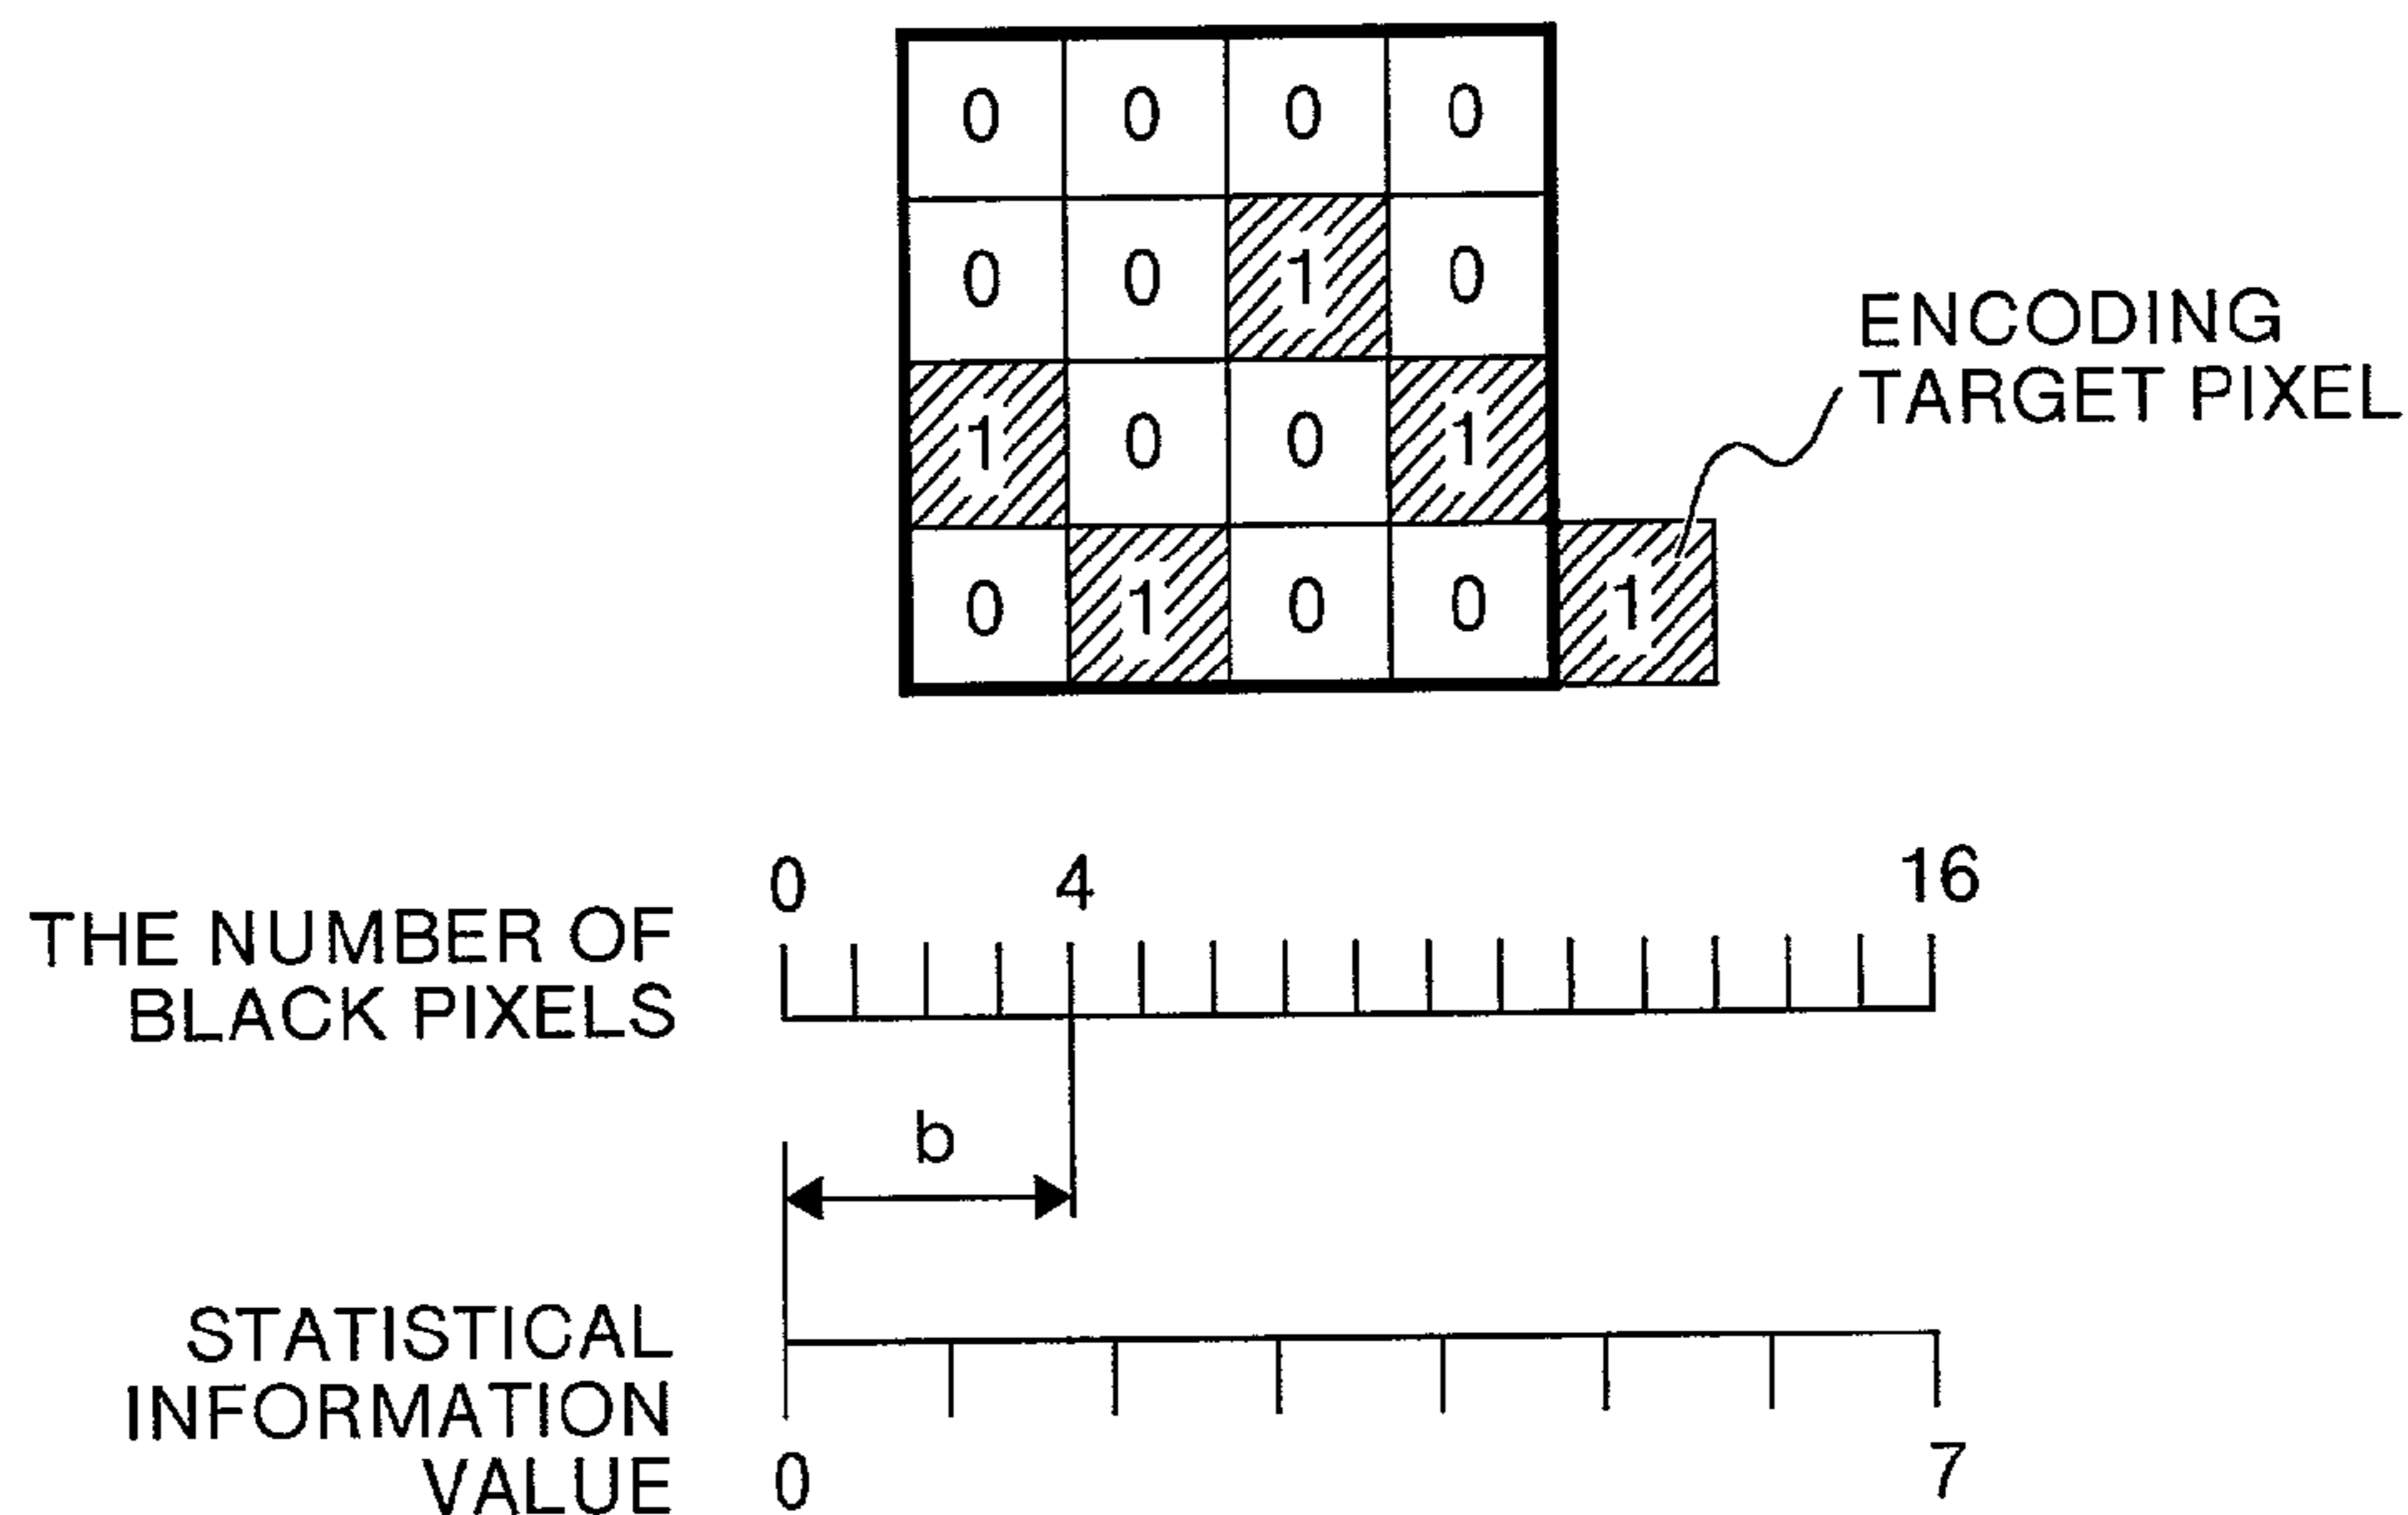 0 0 0 0
0 0 1 0
1 0 0 1
0 1 0 0 1
ENCODING
TARGET PIXEL
0 4 16
THE NUMBER OF
BLACK PIXELS
b
STATISTICAL
INFORMATION
VALUE
0 7